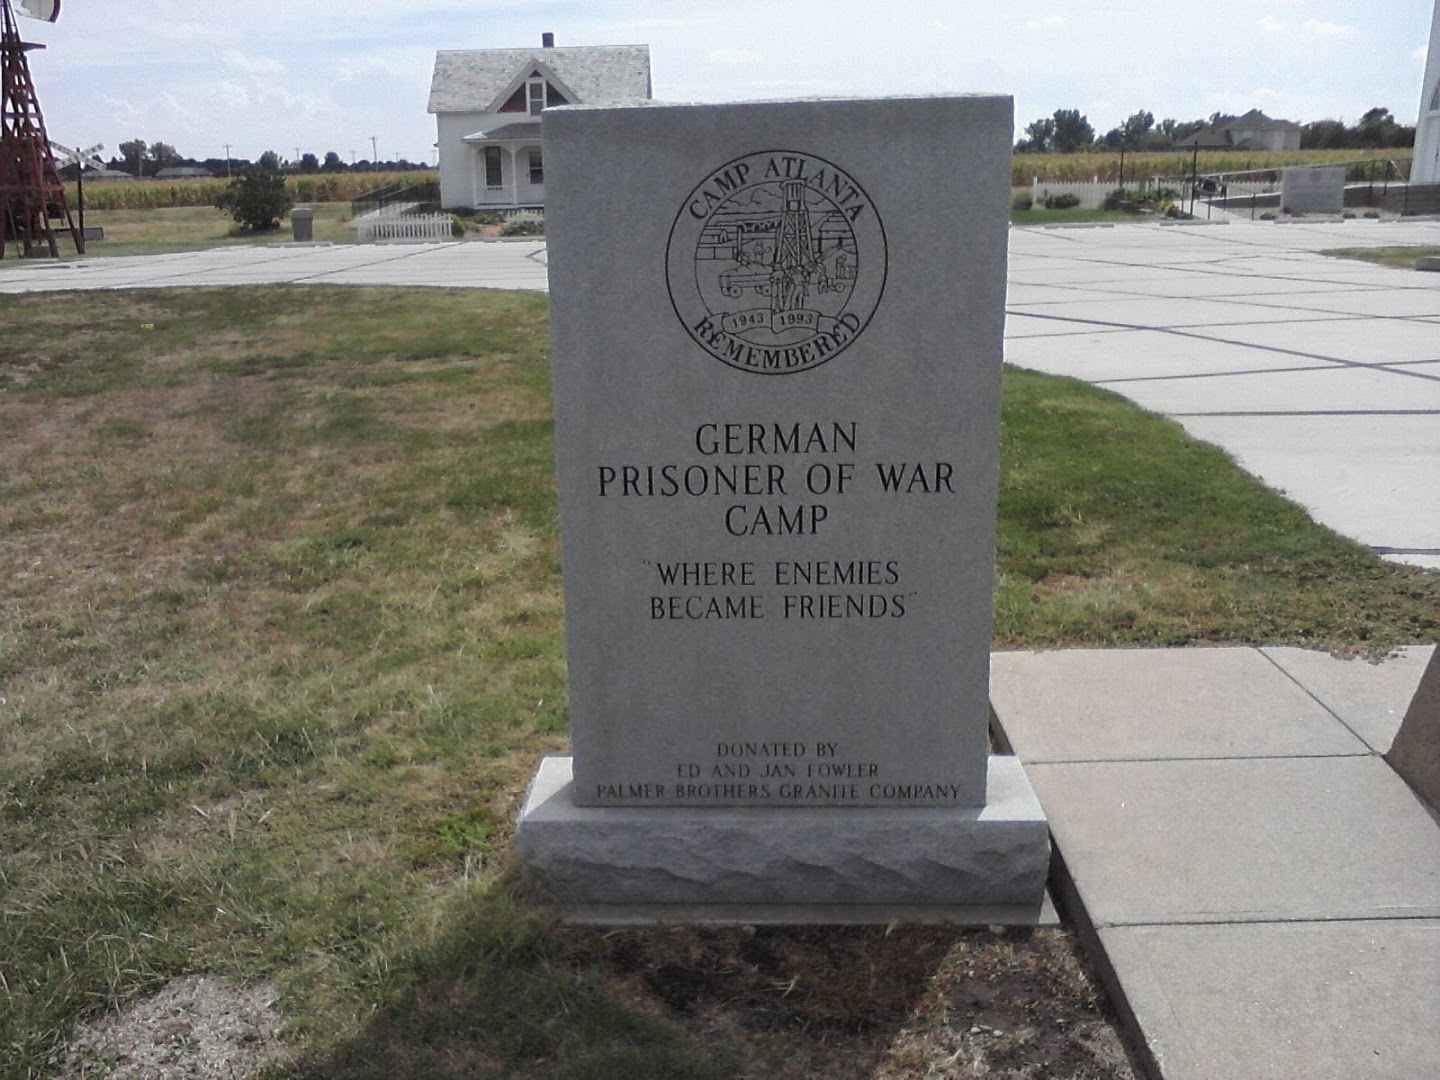 CAMP ATLANTA
1943 1993
REMEMBERED
GERMAN
PRISONER OF WAR
CAMP
"WHERE ENEMIES
BECAME FRIENDS"
DONATED BY
ED AND JAN FOWLER
PALMER BROTHERS GRANITE COMPANY